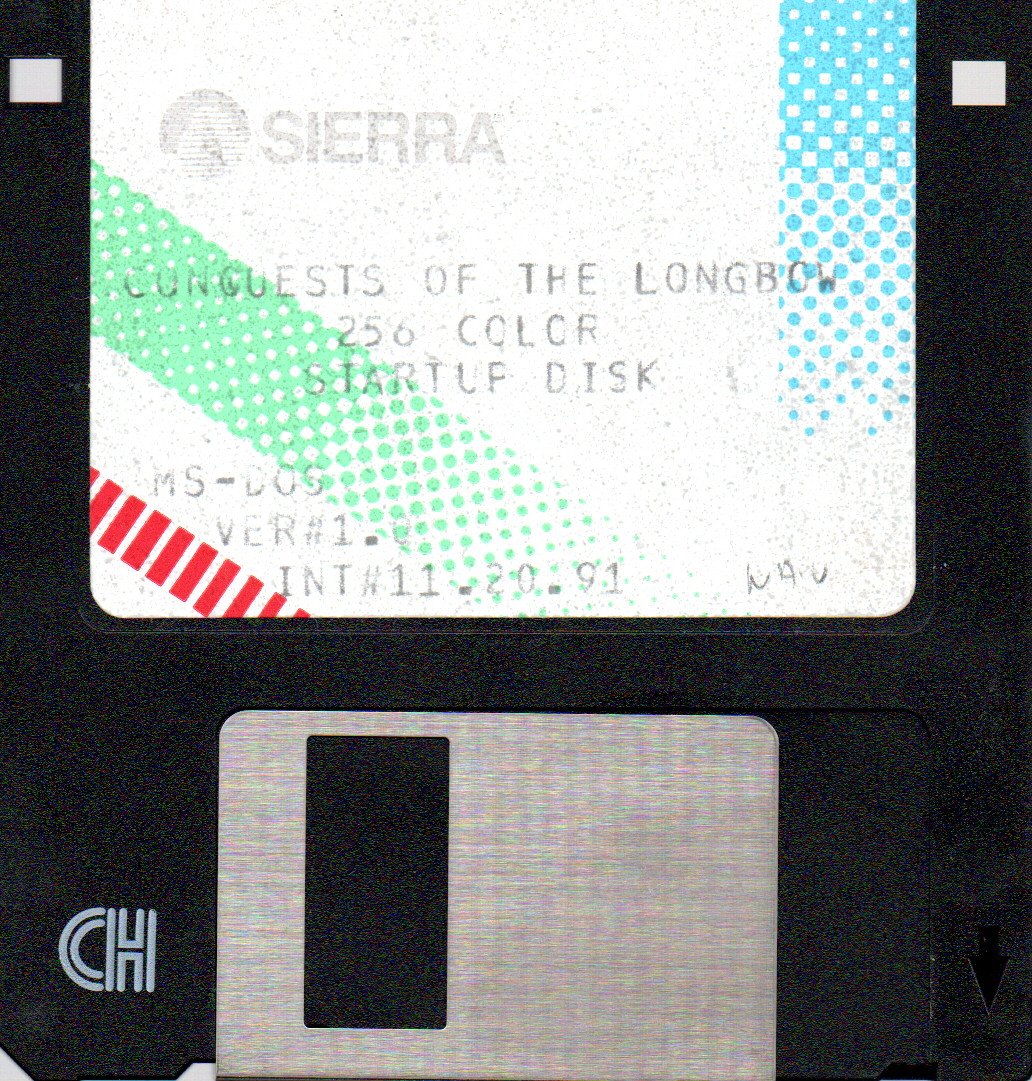 SIERRA
CONQUESTS OF THE LONGBOW
256 COLOR
STARTUP DISK
MS-DOS
VER#1.0
INT#11.20.91
CH